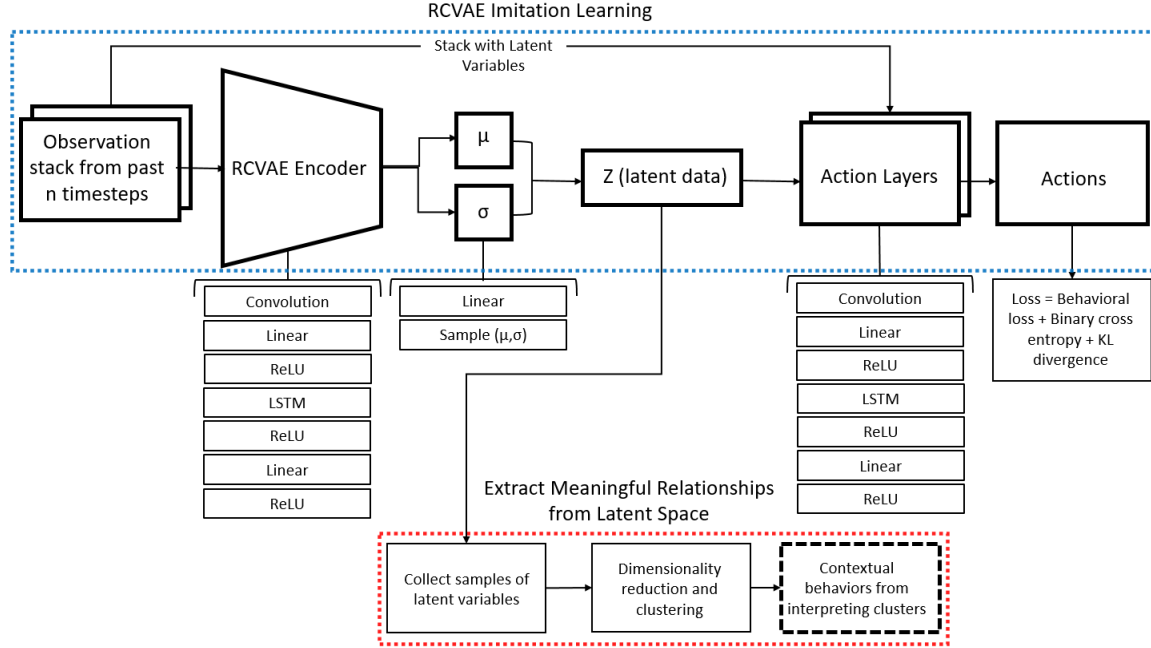 RCVAE Imitation Learning
Stack with Latent
Variables
Observation
stack from past
n timesteps
RCVAE Encoder
μ
σ
Z (latent data)
Action Layers
Actions
Convolution
Linear
ReLU
LSTM
ReLU
Linear
ReLU
Linear
Sample (μ,σ)
Convolution
Linear
ReLU
LSTM
ReLU
Linear
ReLU
Loss = Behavioral
loss + Binary cross
entropy + KL
divergence
Extract Meaningful Relationships
from Latent Space
Collect samples of
latent variables
Dimensionality
reduction and
clustering
Contextual
behaviors from
interpreting clusters